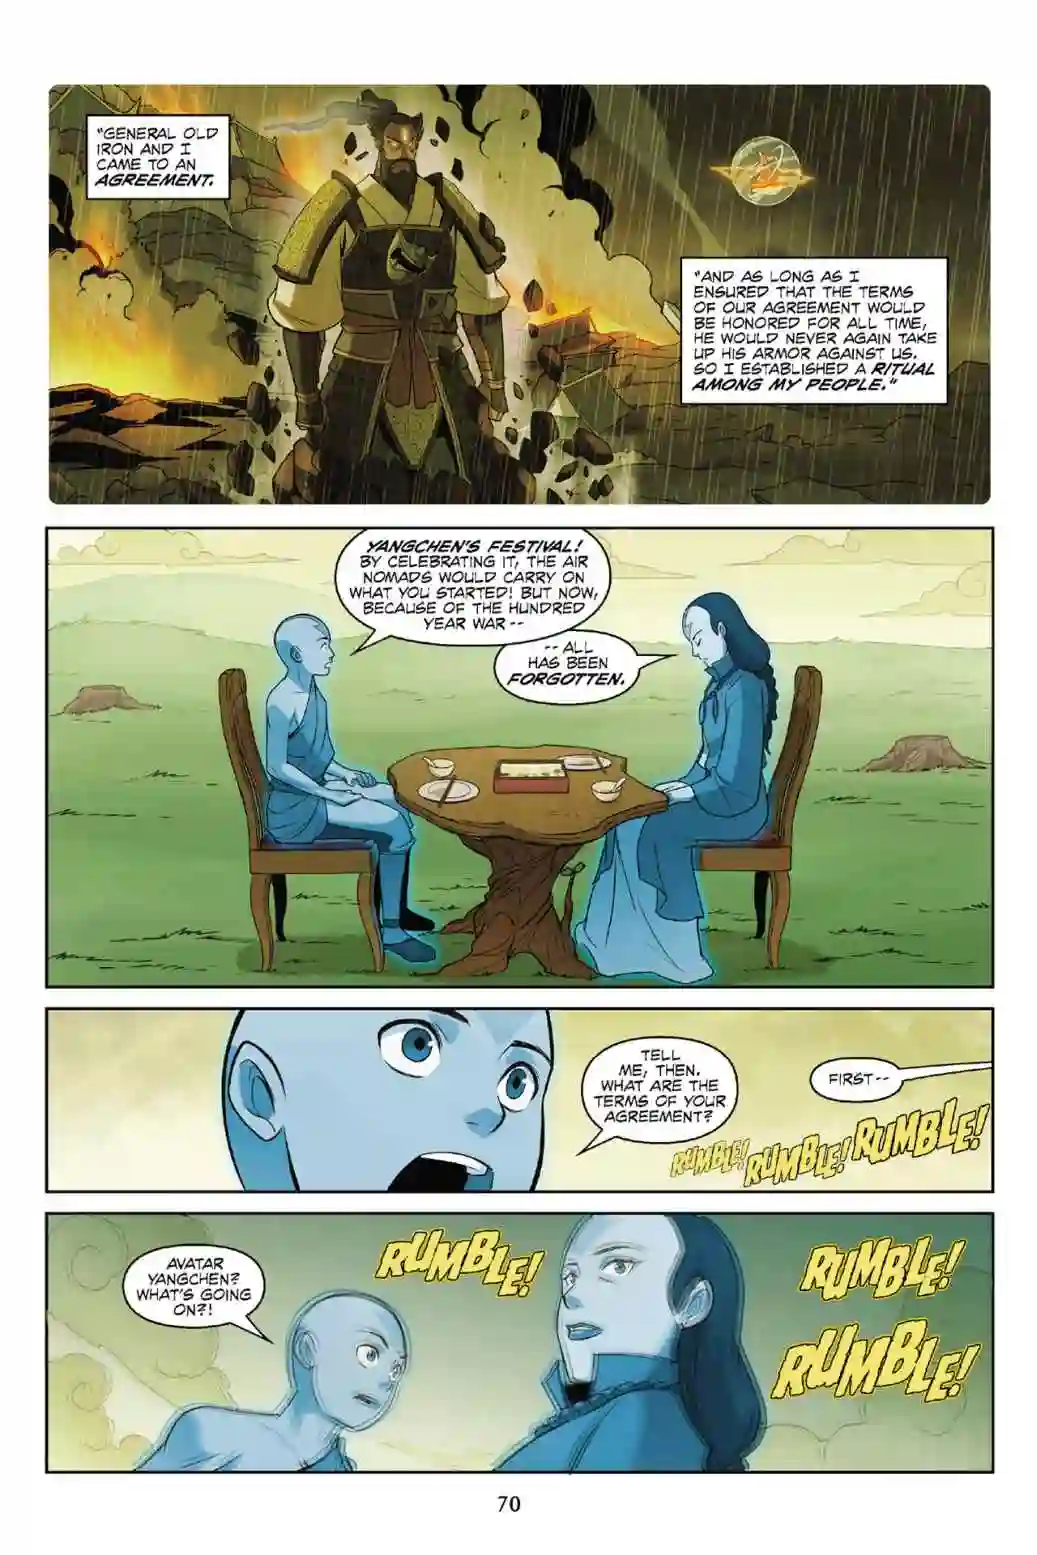 "GENERAL OLD
IRON AND I
CAME TO AN
AGREEMENT.
"AND AS LONG AS I
ENSURED THAT THE TERMS
OF OUR AGREEMENT WOULD
BE HONORED FOR ALL TIME,
HE WOULD NEVER AGAIN TAKE
UP HIS ARMOR AGAINST US.
SO I ESTABLISHED A RITUAL
AMONG MY PEOPLE."
YANGCHEN'S FESTIVAL!
BY CELEBRATING IT, THE AIR
NOMADS WOULD CARRY ON
WHAT YOU STARTED! BUT NOW,
BECAUSE OF THE HUNDRED
YEAR WAR --
-- ALL
HAS BEEN
FORGOTTEN.
TELL
ME, THEN.
WHAT ARE THE
TERMS OF YOUR
AGREEMENT?
FIRST--
RUMBLE! RUMBLE! RUMBLE!
AVATAR
YANGCHEN?
WHAT'S GOING
ON?!
RUMBLE!
RUMBLE!
RUMBLE!
70